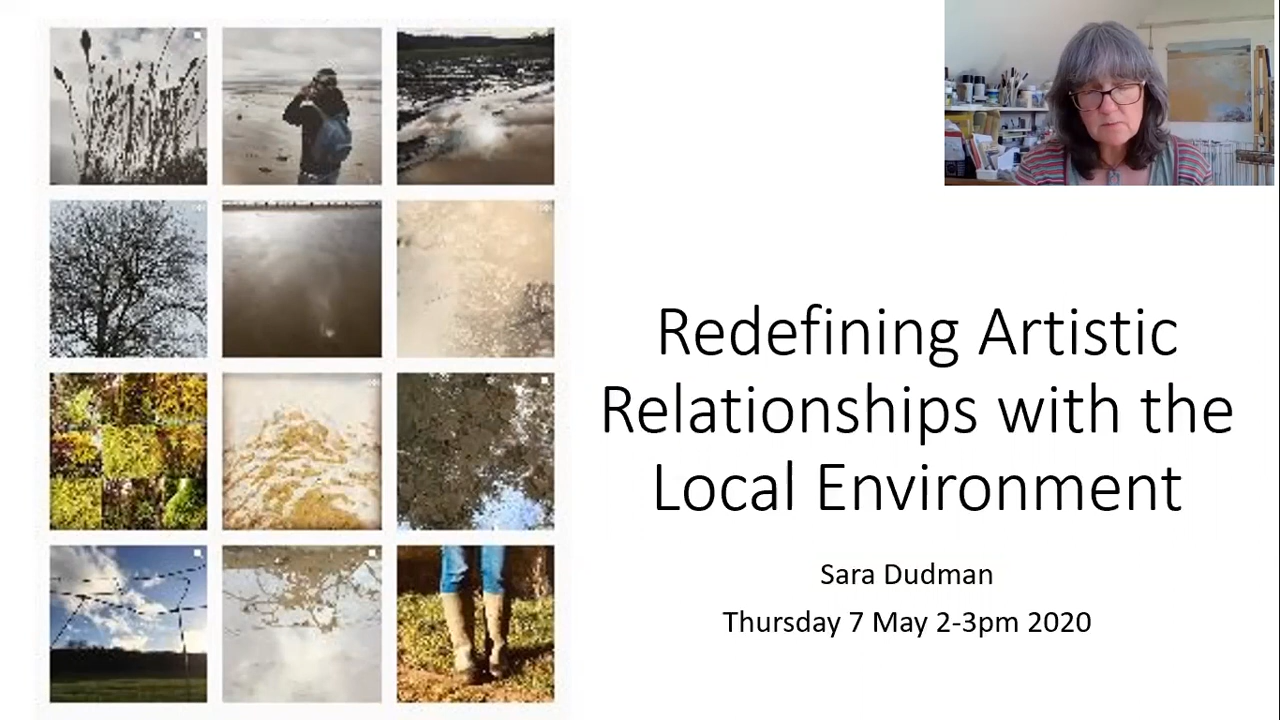 Redefining Artistic
Relationships with the
Local Environment
Sara Dudman
Thursday 7 May 2-3pm 2020